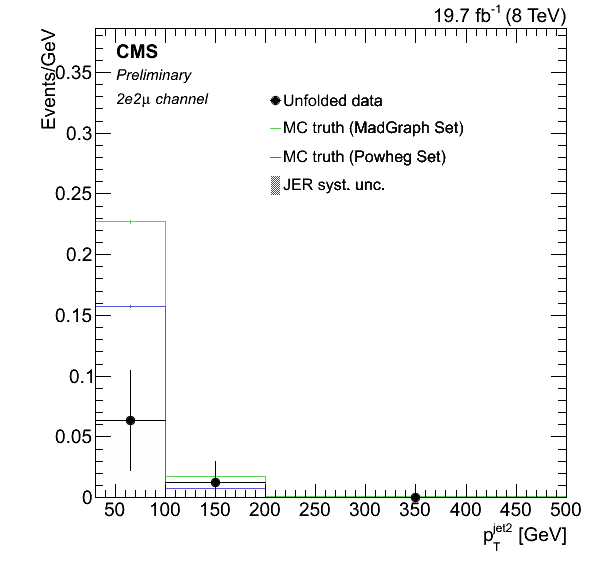 19.7 fb⁻¹ (8 TeV)
Events/GeV
CMS
Preliminary
2e2μ channel
Unfolded data
MC truth (MadGraph Set)
MC truth (Powheg Set)
JER syst. unc.
0.35
0.3
0.25
0.2
0.15
0.1
0.05
0
50 100 150 200 250 300 350 400 450 500
p_T^jet2 [GeV]